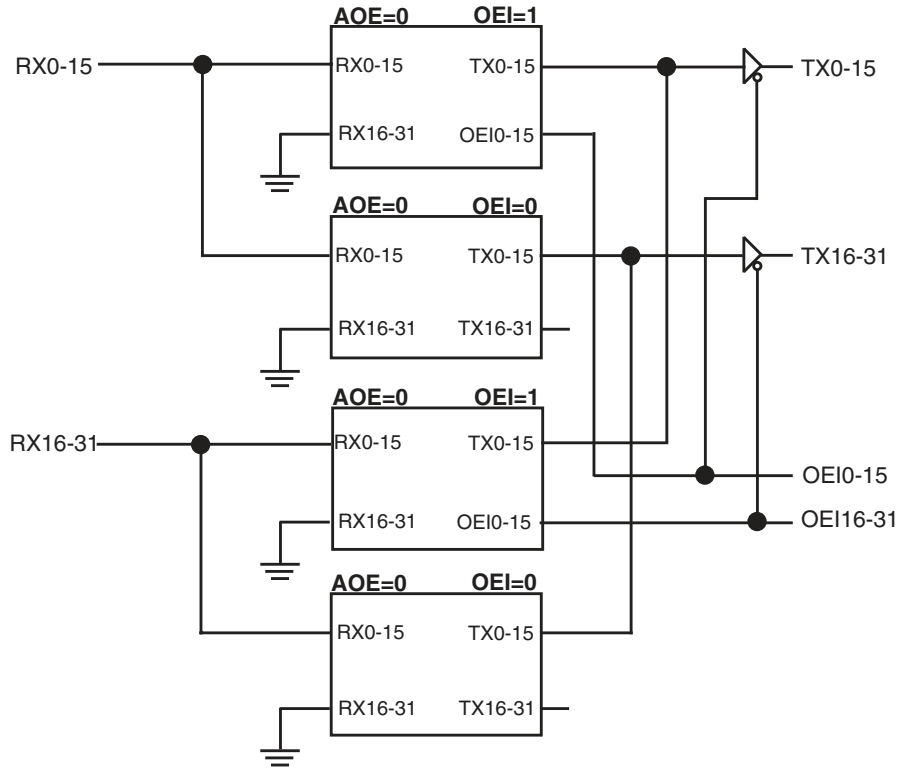 AOE=0 OEI=1
RX0-15 RX0-15 TX0-15 TX0-15
RX16-31 OEI0-15
AOE=0 OEI=0
RX0-15 TX0-15 TX16-31
RX16-31 TX16-31
AOE=0 OEI=1
RX16-31 RX0-15 TX0-15
OEI0-15
RX16-31 OEI0-15 OEI16-31
AOE=0 OEI=0
RX0-15 TX0-15
RX16-31 TX16-31